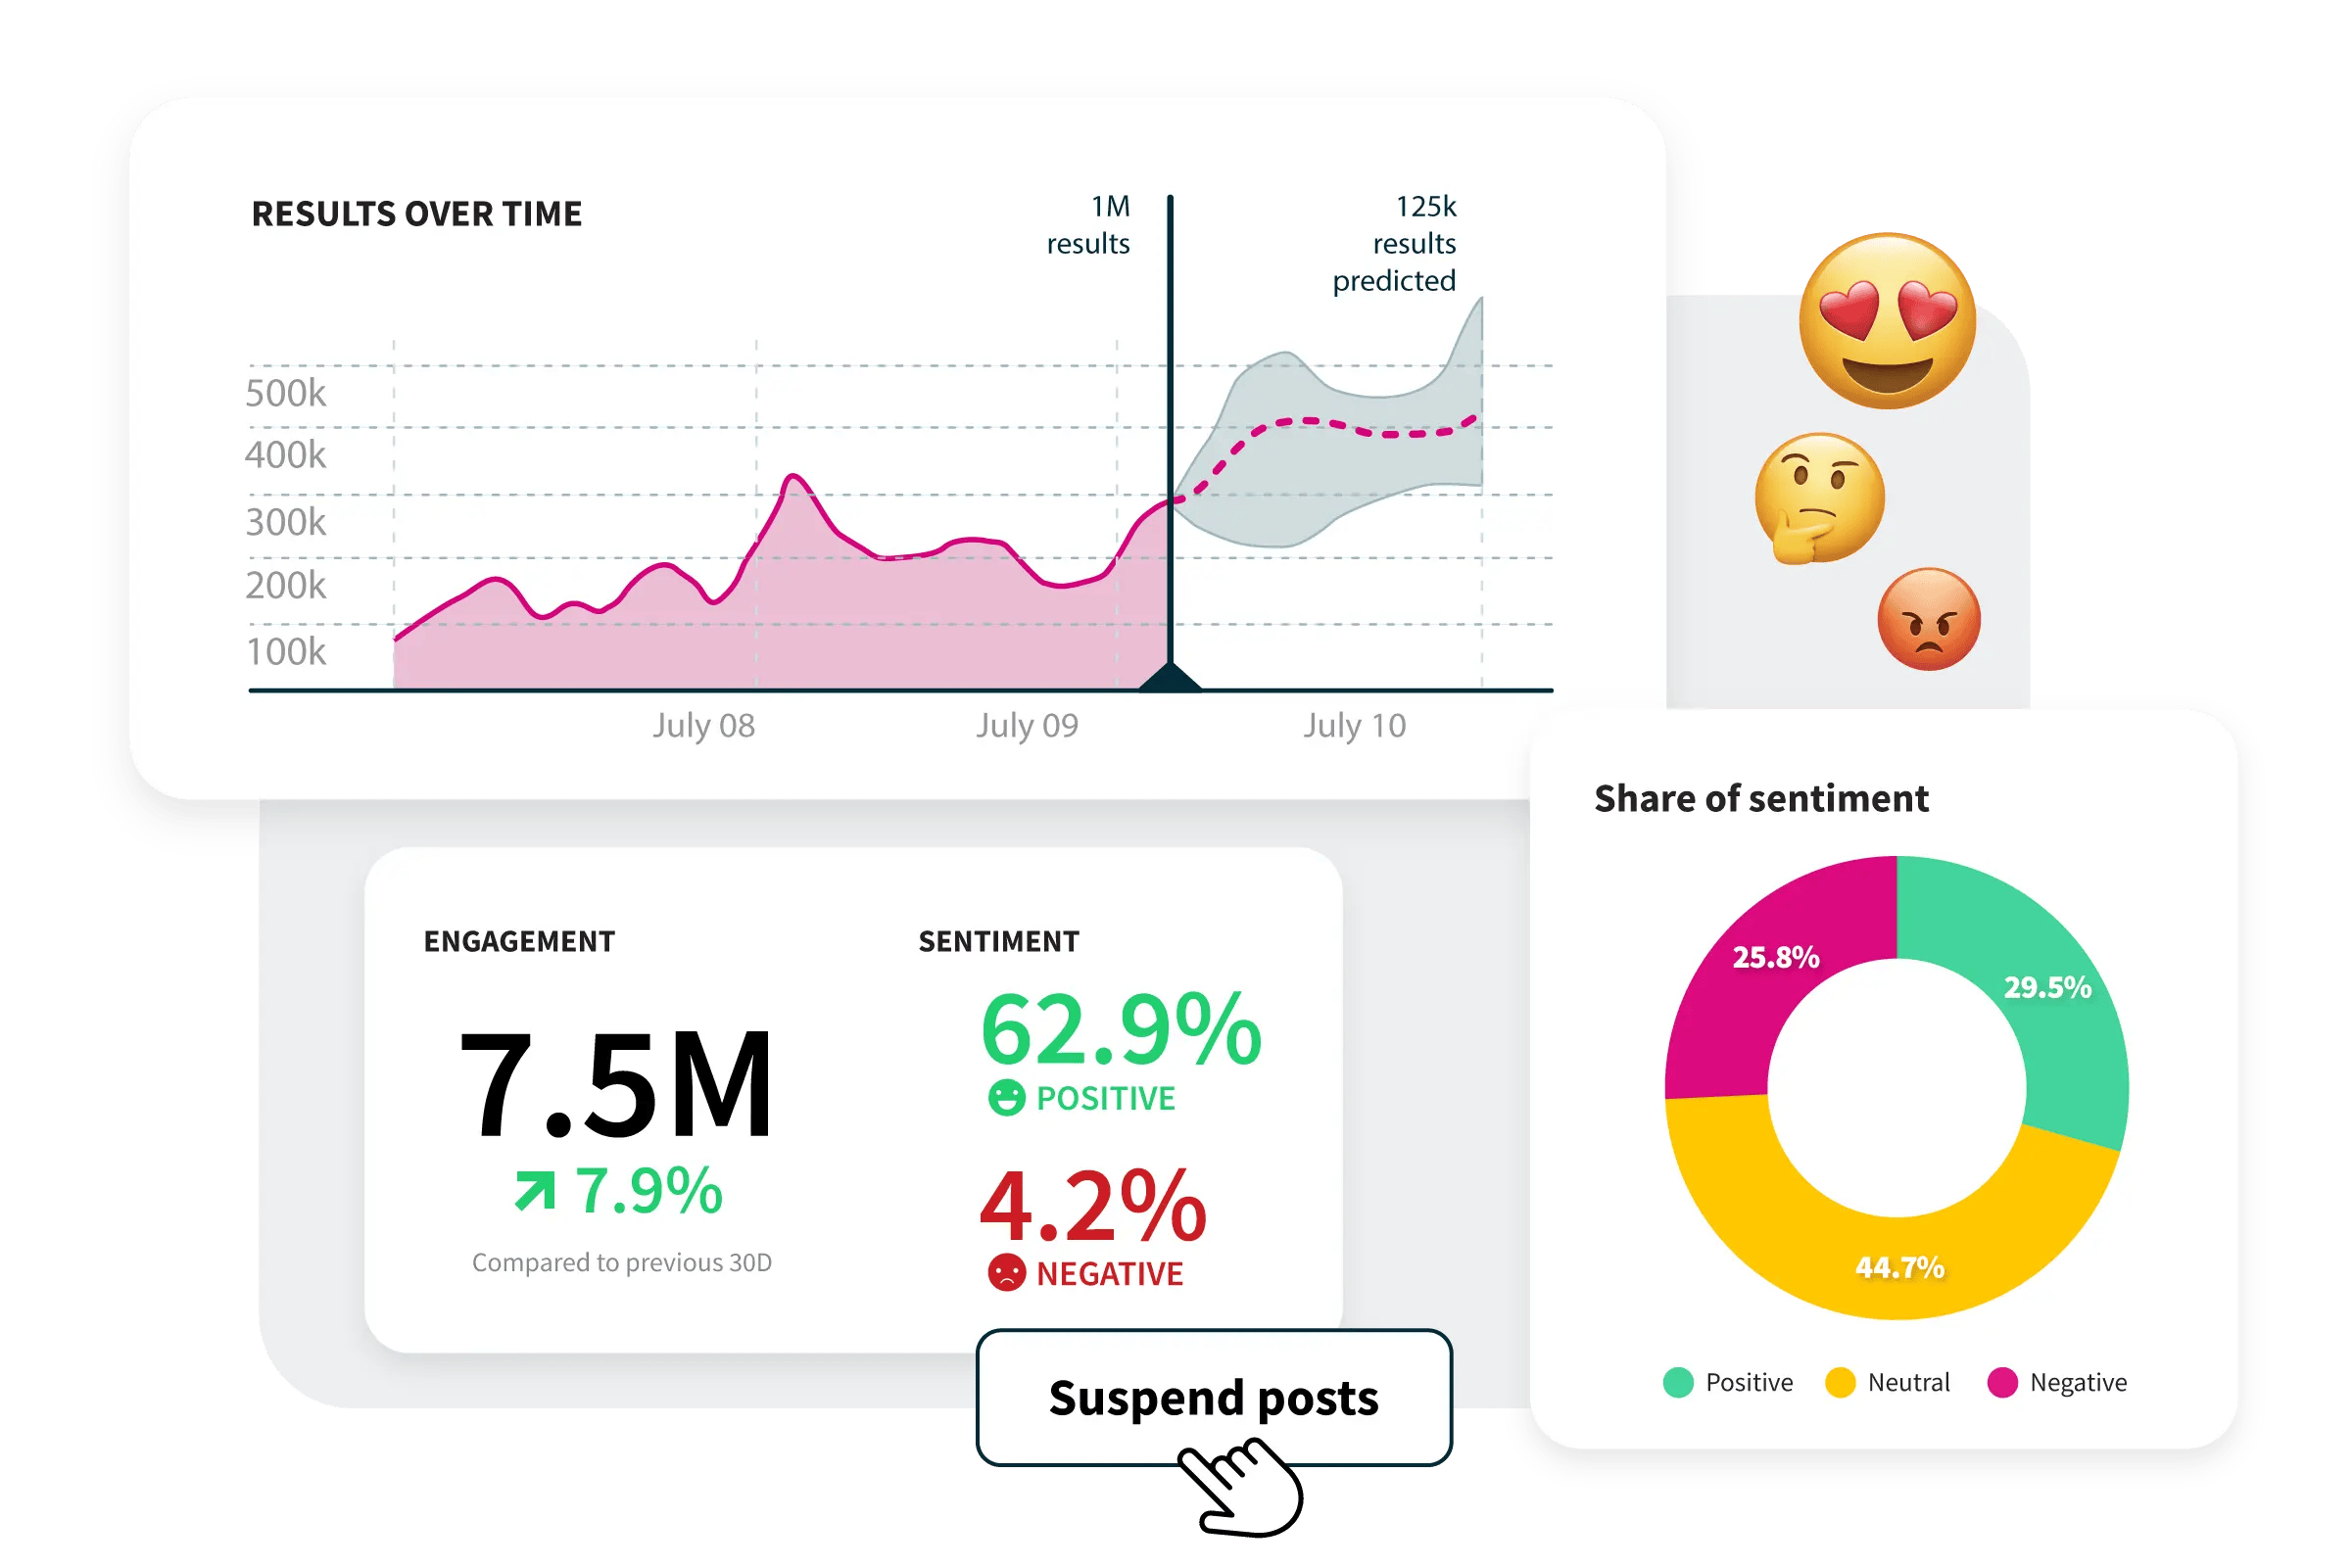 RESULTS OVER TIME
1M
results
125k
results
predicted
500k
400k
300k
200k
100k
July 08
July 09
July 10
ENGAGEMENT
7.5M
7.9%
Compared to previous 30D
SENTIMENT
62.9%
POSITIVE
4.2%
NEGATIVE
Suspend posts
Share of sentiment
25.8%
29.5%
44.7%
Positive
Neutral
Negative